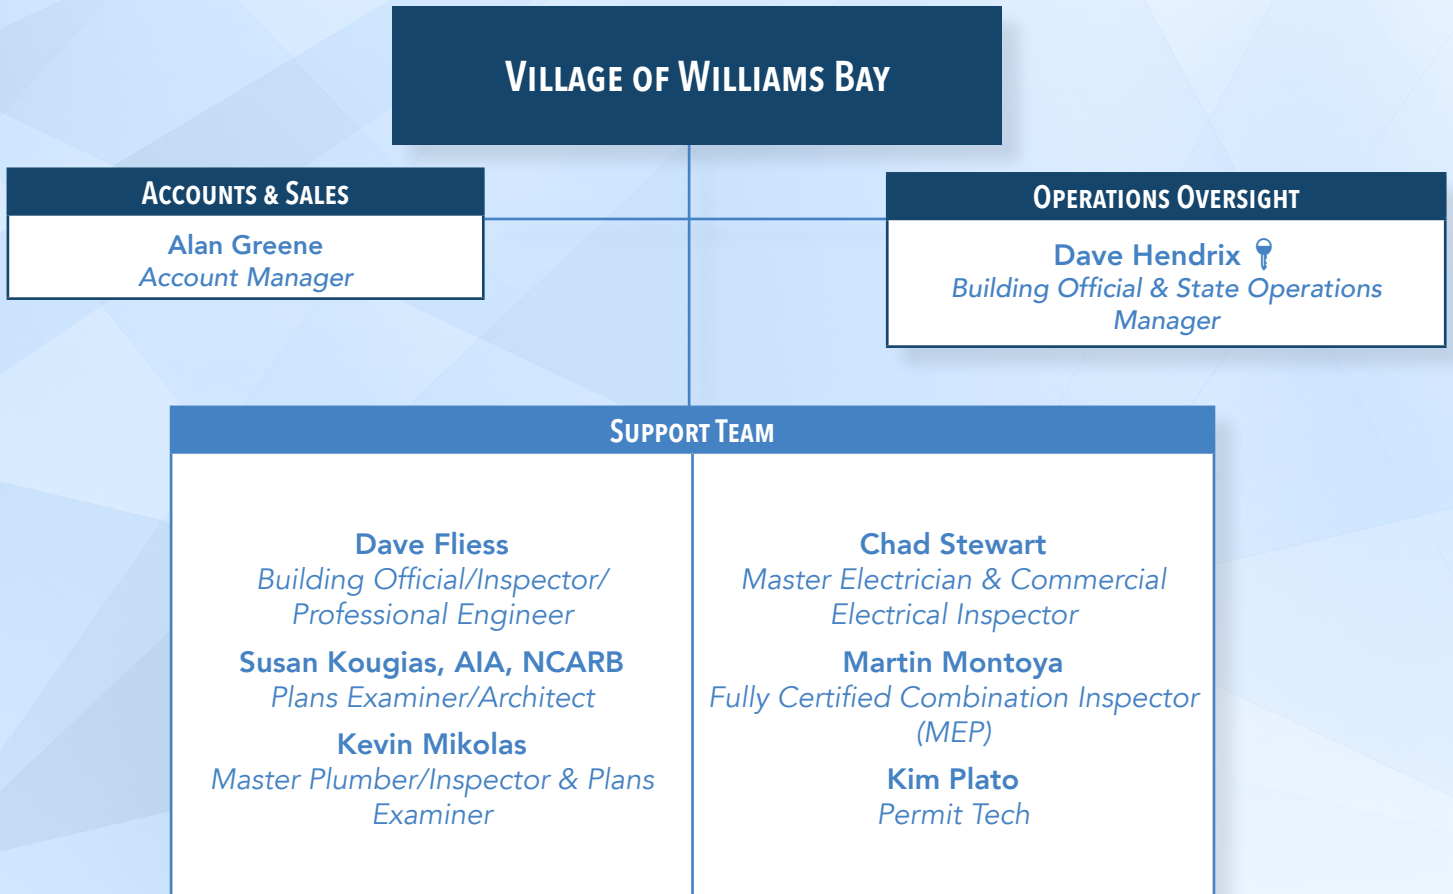 Village of Williams Bay
Accounts & Sales
Alan Greene
Account Manager
Operations Oversight
Dave Hendrix
Building Official & State Operations
Manager
Support Team
Dave Fliess
Building Official/Inspector/
Professional Engineer
Susan Kougias, AIA, NCARB
Plans Examiner/Architect
Kevin Mikolas
Master Plumber/Inspector & Plans
Examiner
Chad Stewart
Master Electrician & Commercial
Electrical Inspector
Martin Montoya
Fully Certified Combination Inspector
(MEP)
Kim Plato
Permit Tech